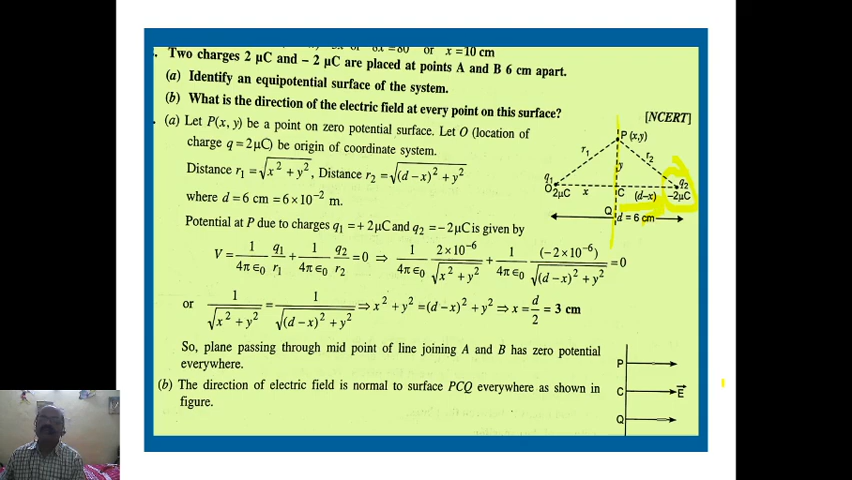 or x = 10 cm
Two charges 2 μC and – 2 μC are placed at points A and B 6 cm apart.
(a) Identify an equipotential surface of the system.
(b) What is the direction of the electric field at every point on this surface?
[NCERT]
(a) Let P(x, y) be a point on zero potential surface. Let O (location of
charge q = 2μC) be origin of coordinate system.
Distance r₁ = √(x² + y²), Distance r₂ = √((d – x)² + y²)
where d = 6 cm = 6×10⁻² m.
P (x,y)
r₁
r₂
y
q₁
q₂
O 2μC x C (d–x) –2μC
Q
d = 6 cm
Potential at P due to charges q₁ = + 2μC and q₂ = – 2μC is given by
V = 1/4π∈₀ q₁/r₁ + 1/4π∈₀ q₂/r₂ = 0 ⇒ 1/4π∈₀ 2×10⁻⁶/√(x² + y²) + 1/4π∈₀ (–2×10⁻⁶)/√((d – x)² + y²) = 0
or 1/√(x² + y²) = 1/√((d – x)² + y²) ⇒ x² + y² = (d – x)² + y² ⇒ x = d/2 = 3 cm
So, plane passing through mid point of line joining A and B has zero potential
everywhere.
(b) The direction of electric field is normal to surface PCQ everywhere as shown in
figure.
P
C E⃗
Q